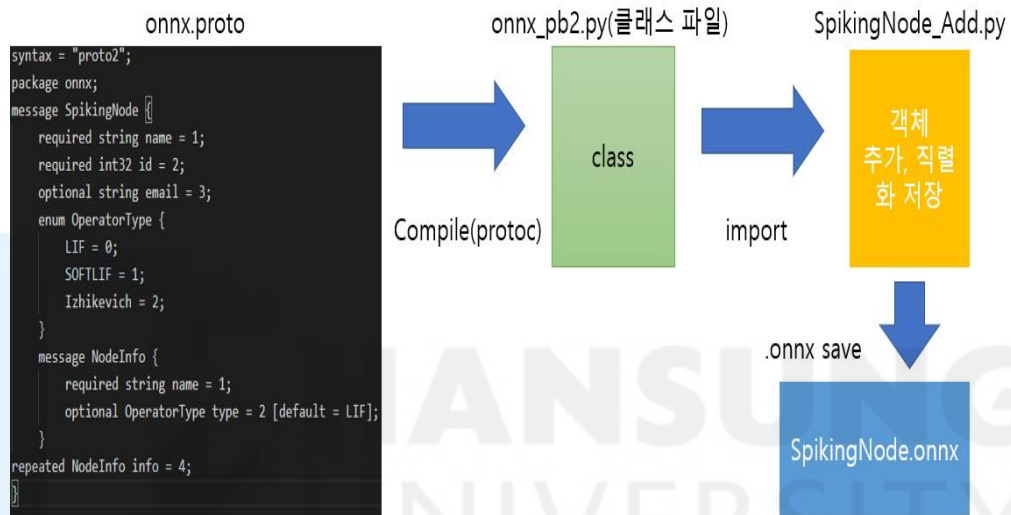 onnx.proto
syntax = "proto2";
package onnx;
message SpikingNode {
required string name = 1;
required int32 id = 2;
optional string email = 3;
enum OperatorType {
LIF = 0;
SOFTLIF = 1;
Izhikevich = 2;
}
message NodeInfo {
required string name = 1;
optional OperatorType type = 2 [default = LIF];
}
repeated NodeInfo info = 4;
}
Compile(protoc)
onnx_pb2.py(클래스 파일)
class
import
SpikingNode_Add.py
객체
추가, 직렬
화 저장
.onnx save
SpikingNode.onnx
HANSUNG
UNIVERSITY